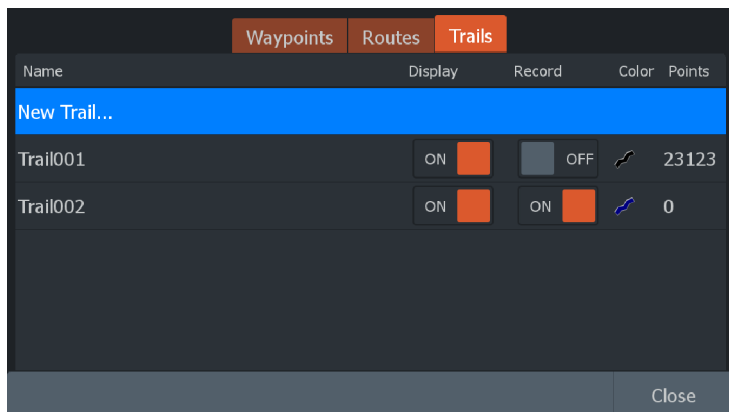 Waypoints Routes Trails
Name Display Record Color Points
New Trail...
Trail001 ON OFF 23123
Trail002 ON ON 0
Close